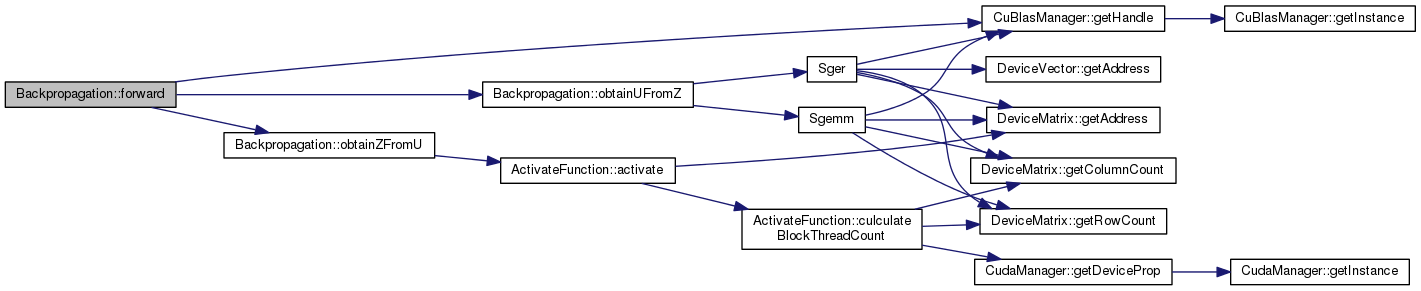 CuBlasManager::getHandle
CuBlasManager::getInstance
Sger
DeviceVector::getAddress
Backpropagation::forward
Backpropagation::obtainUFromZ
Sgemm
DeviceMatrix::getAddress
Backpropagation::obtainZFromU
ActivateFunction::activate
DeviceMatrix::getColumnCount
ActivateFunction::culculate
BlockThreadCount
DeviceMatrix::getRowCount
CudaManager::getDeviceProp
CudaManager::getInstance